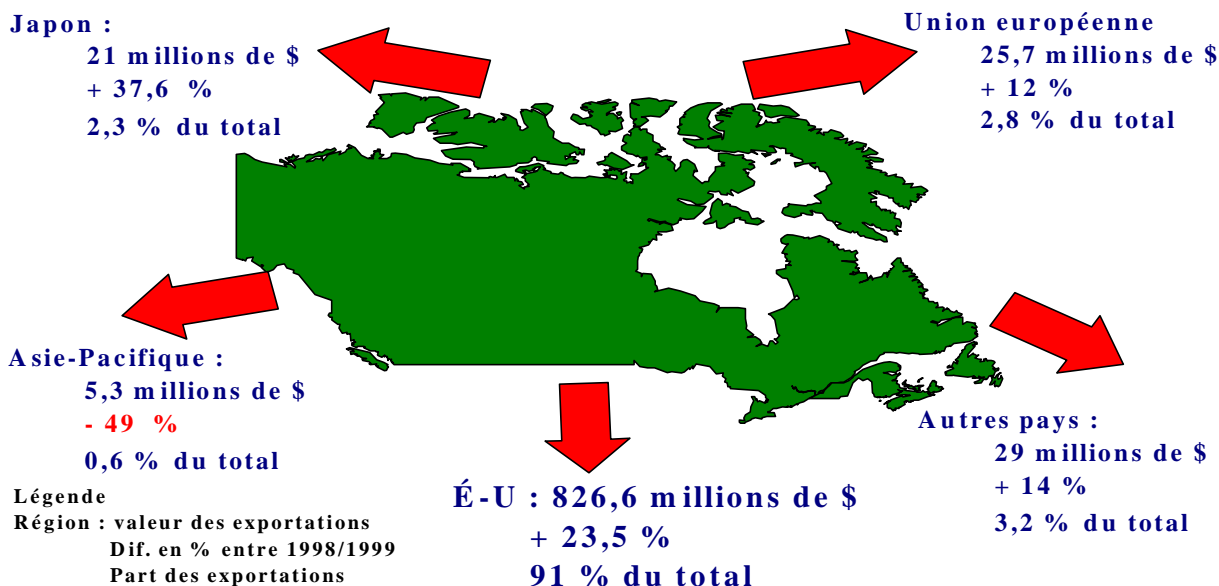 Japon :
21 millions de $
+ 37,6 %
2,3 % du total
Union européenne
25,7 millions de $
+ 12 %
2,8 % du total
Asie-Pacifique :
5,3 millions de $
- 49 %
0,6 % du total
Autres pays :
29 millions de $
+ 14 %
3,2 % du total
É-U : 826,6 millions de $
+ 23,5 %
91 % du total
Légende
Région : valeur des exportations
Dif. en % entre 1998/1999
Part des exportations